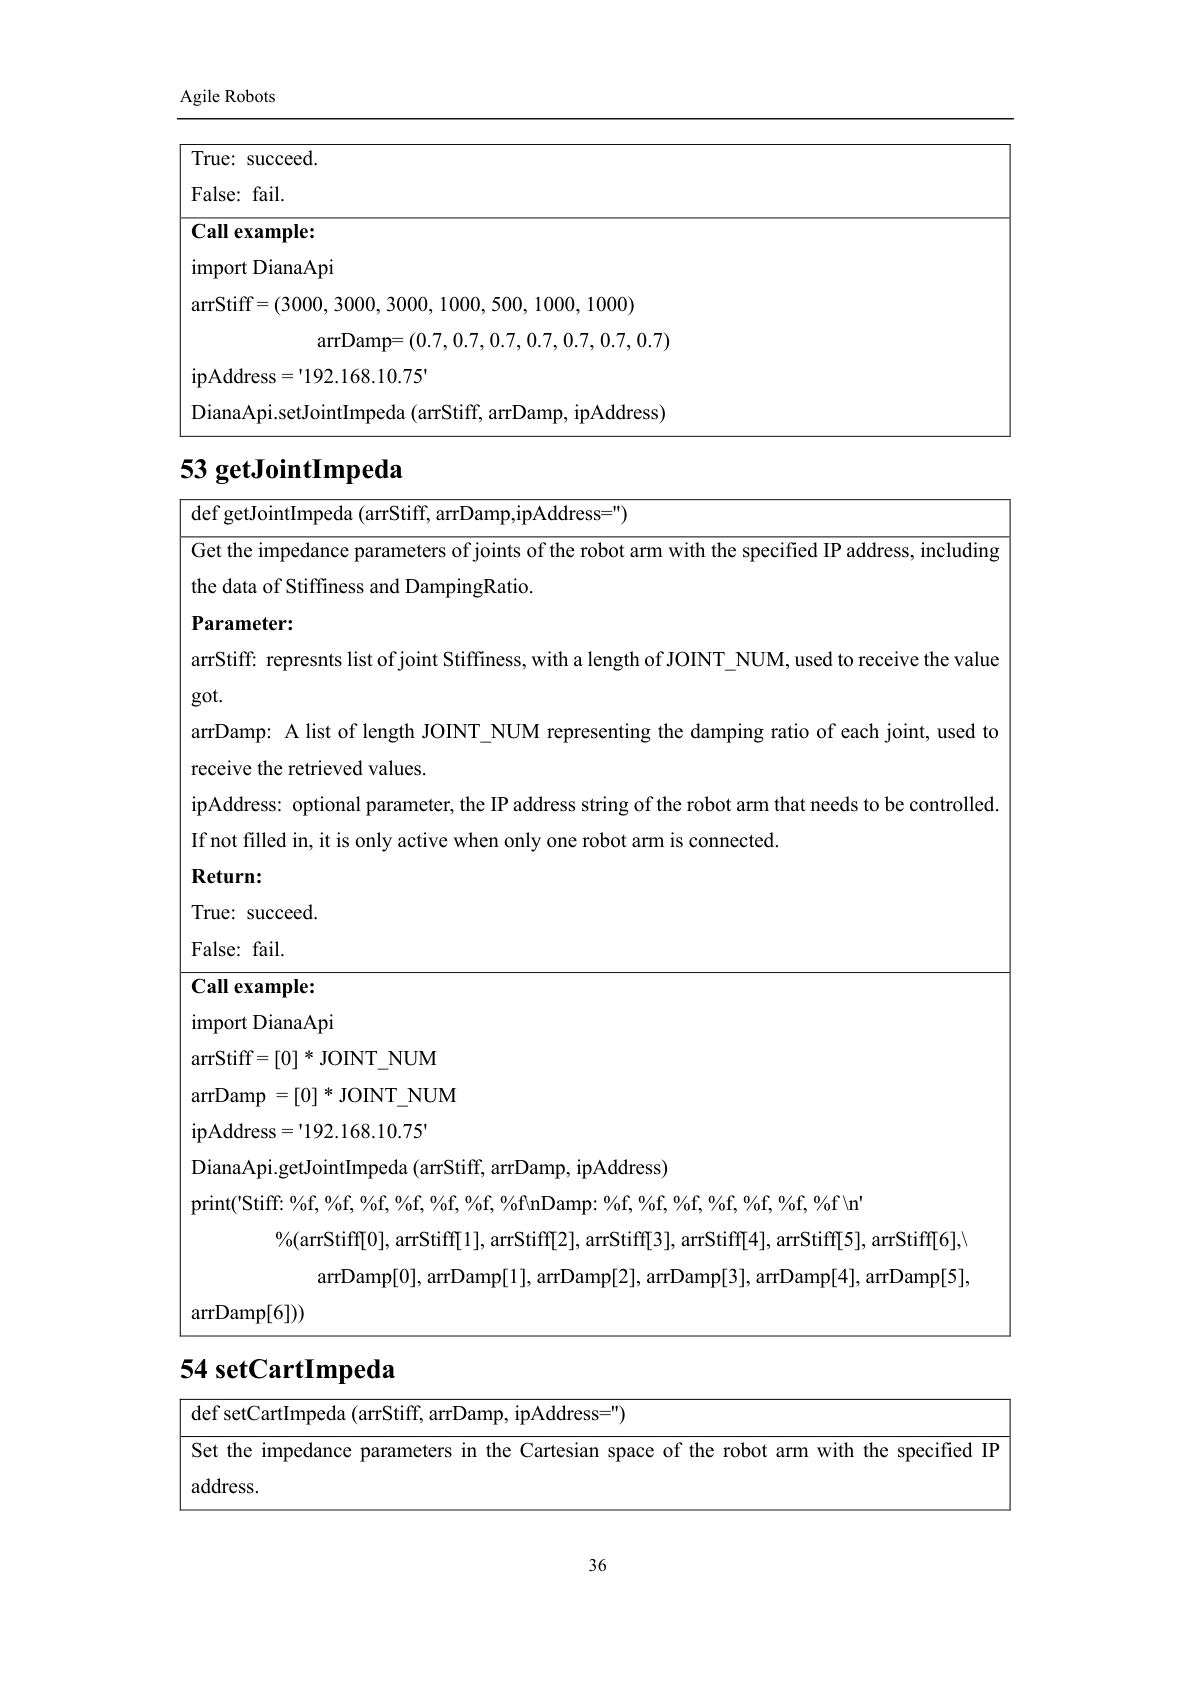 Agile Robots
True:  succeed.
False:  fail.
Call example:
import DianaApi
arrStiff = (3000, 3000, 3000, 1000, 500, 1000, 1000)
arrDamp= (0.7, 0.7, 0.7, 0.7, 0.7, 0.7, 0.7)
ipAddress = '192.168.10.75'
DianaApi.setJointImpeda (arrStiff, arrDamp, ipAddress)
53 getJointImpeda
def getJointImpeda (arrStiff, arrDamp,ipAddress='')
Get the impedance parameters of joints of the robot arm with the specified IP address, including
the data of Stiffiness and DampingRatio.
Parameter:
arrStiff:  represnts list of joint Stiffiness, with a length of JOINT_NUM, used to receive the value
got.
arrDamp:  A list of length JOINT_NUM representing the damping ratio of each joint, used to
receive the retrieved values.
ipAddress:  optional parameter, the IP address string of the robot arm that needs to be controlled.
If not filled in, it is only active when only one robot arm is connected.
Return:
True:  succeed.
False:  fail.
Call example:
import DianaApi
arrStiff = [0] * JOINT_NUM
arrDamp  = [0] * JOINT_NUM
ipAddress = '192.168.10.75'
DianaApi.getJointImpeda (arrStiff, arrDamp, ipAddress)
print('Stiff: %f, %f, %f, %f, %f, %f, %f\nDamp: %f, %f, %f, %f, %f, %f, %f \n'
%(arrStiff[0], arrStiff[1], arrStiff[2], arrStiff[3], arrStiff[4], arrStiff[5], arrStiff[6],\
arrDamp[0], arrDamp[1], arrDamp[2], arrDamp[3], arrDamp[4], arrDamp[5],
arrDamp[6]))
54 setCartImpeda
def setCartImpeda (arrStiff, arrDamp, ipAddress='')
Set the impedance parameters in the Cartesian space of the robot arm with the specified IP
address.
36